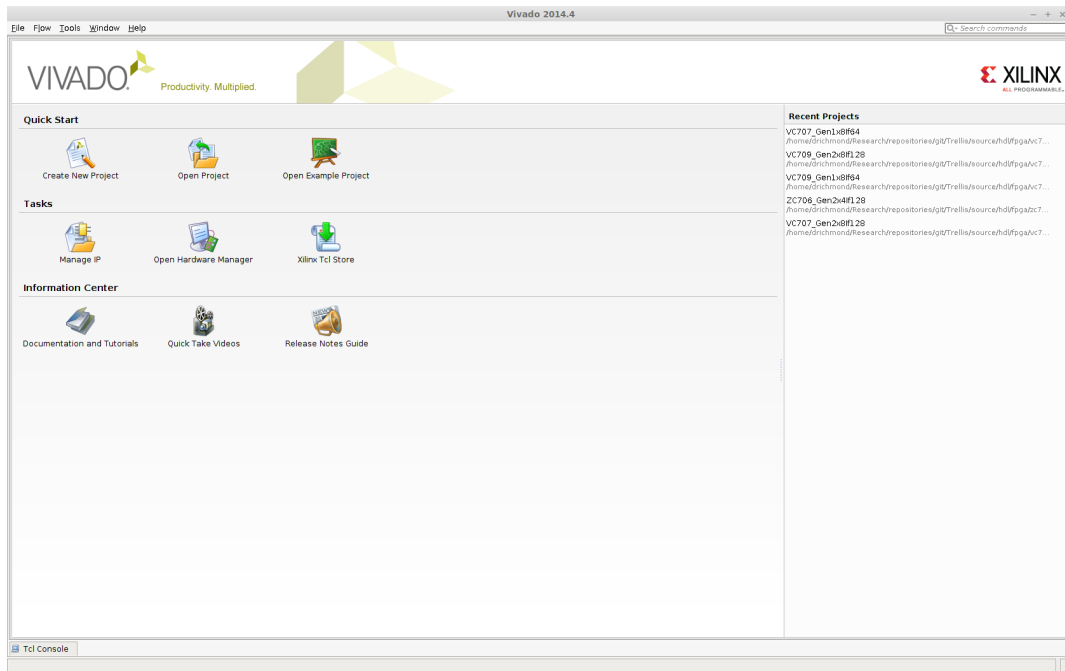 Vivado 2014.4
File Flow Tools Window Help
Search commands
VIVADO. Productivity. Multiplied.
XILINX
ALL PROGRAMMABLE.
Quick Start
Create New Project Open Project Open Example Project
Tasks
Manage IP Open Hardware Manager Xilinx Tcl Store
Information Center
Documentation and Tutorials Quick Take Videos Release Notes Guide
Recent Projects
VC707_Gen1x8If64
/home/drichmond/Research/repositories/git/Trellis/source/hdl/fpga/vc7...
VC709_Gen2x8If128
/home/drichmond/Research/repositories/git/Trellis/source/hdl/fpga/vc7...
VC709_Gen1x8If64
/home/drichmond/Research/repositories/git/Trellis/source/hdl/fpga/vc7...
ZC706_Gen2x4If128
/home/drichmond/Research/repositories/git/Trellis/source/hdl/fpga/zc7...
VC707_Gen2x8If128
/home/drichmond/Research/repositories/git/Trellis/source/hdl/fpga/vc7...
Tcl Console